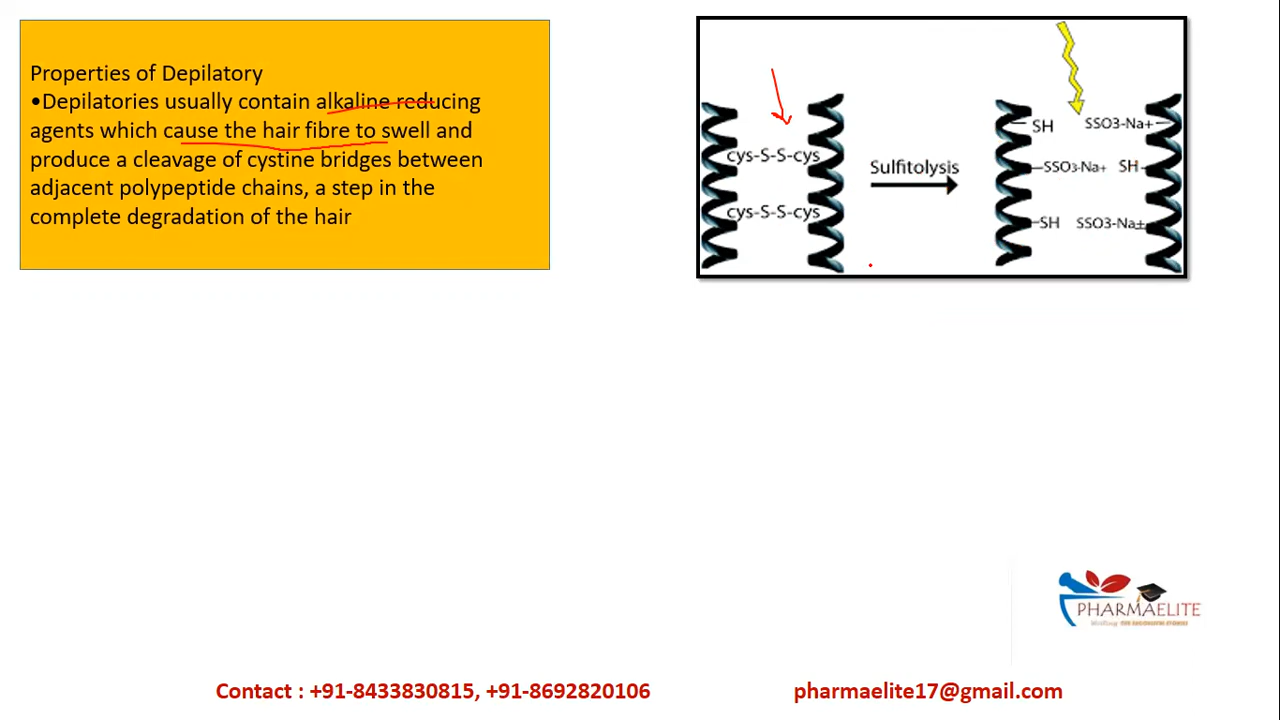 Properties of Depilatory
•Depilatories usually contain alkaline reducing
agents which cause the hair fibre to swell and
produce a cleavage of cystine bridges between
adjacent polypeptide chains, a step in the
complete degradation of the hair
cys-S-S-cys
cys-S-S-cys
Sulfitolysis
SH SSO3-Na+
SSO3-Na+ SH
SH SSO3-Na+
PHARMAELITE
Contact : +91-8433830815, +91-8692820106 pharmaelite17@gmail.com